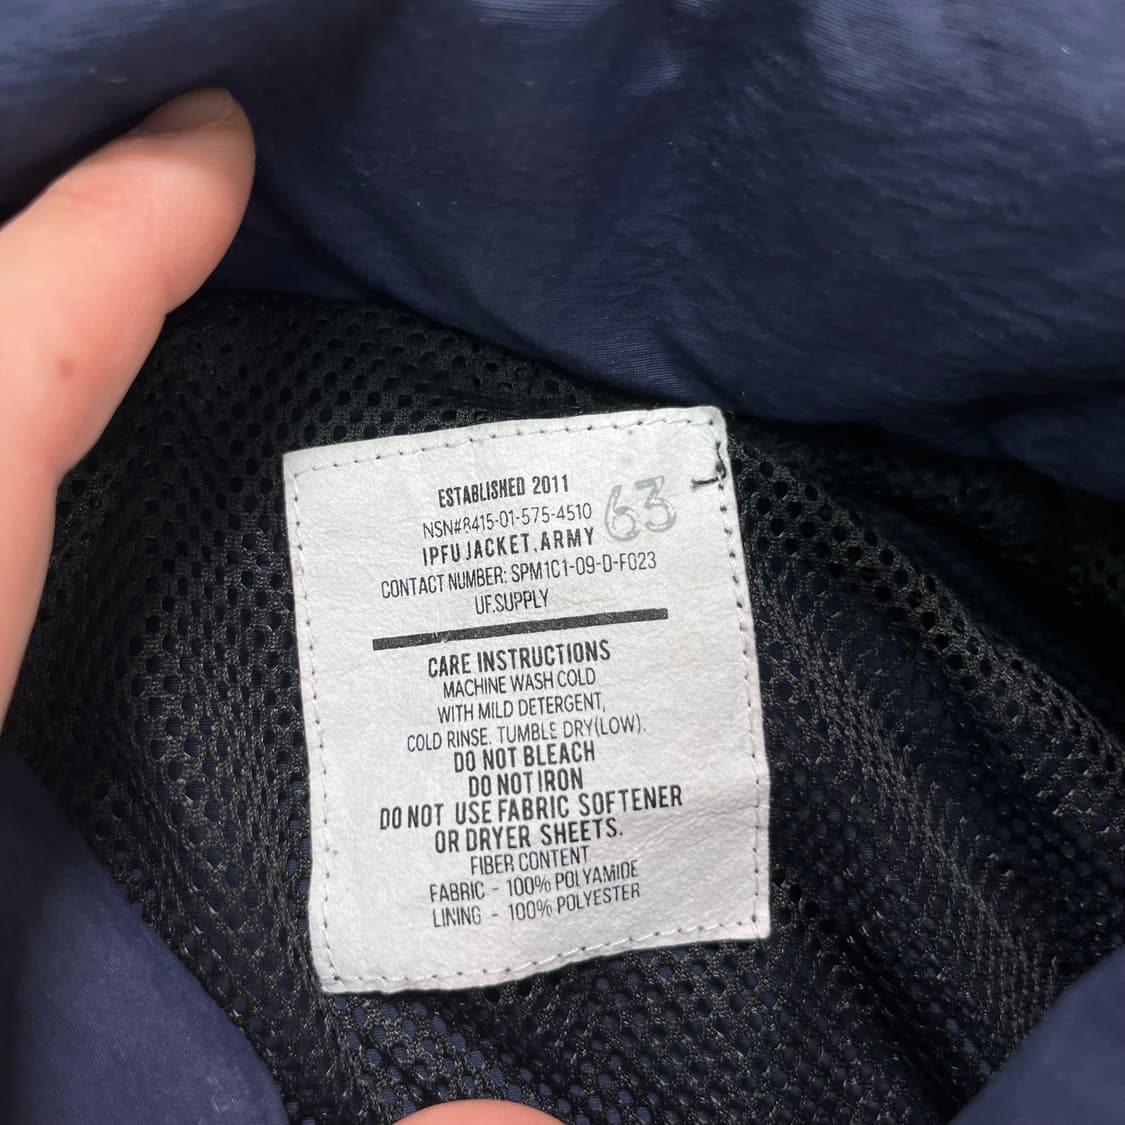 ESTABLISHED 2011
NSN#8415-01-575-4510
63
IPFU JACKET, ARMY
CONTACT NUMBER: SPM1C1-09-D-F023
UF.SUPPLY
CARE INSTRUCTIONS
MACHINE WASH COLD
WITH MILD DETERGENT,
COLD RINSE. TUMBLE DRY(LOW).
DO NOT BLEACH
DO NOT IRON
DO NOT USE FABRIC SOFTENER
OR DRYER SHEETS.
FIBER CONTENT
FABRIC - 100% POLYAMIDE
LINING - 100% POLYESTER